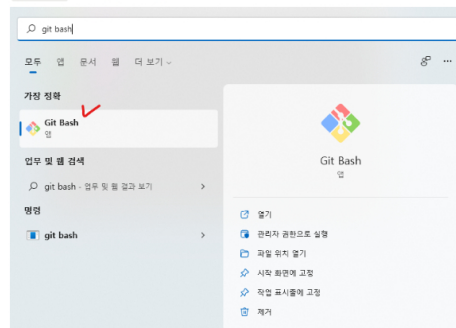 git bash
모두 앱 문서 웹 더 보기
가장 정확
Git Bash
앱
업무 및 웹 검색
git bash - 업무 및 웹 결과 보기
명령
git bash
Git Bash
앱
열기
관리자 권한으로 실행
파일 위치 열기
시작 화면에 고정
작업 표시줄에 고정
제거